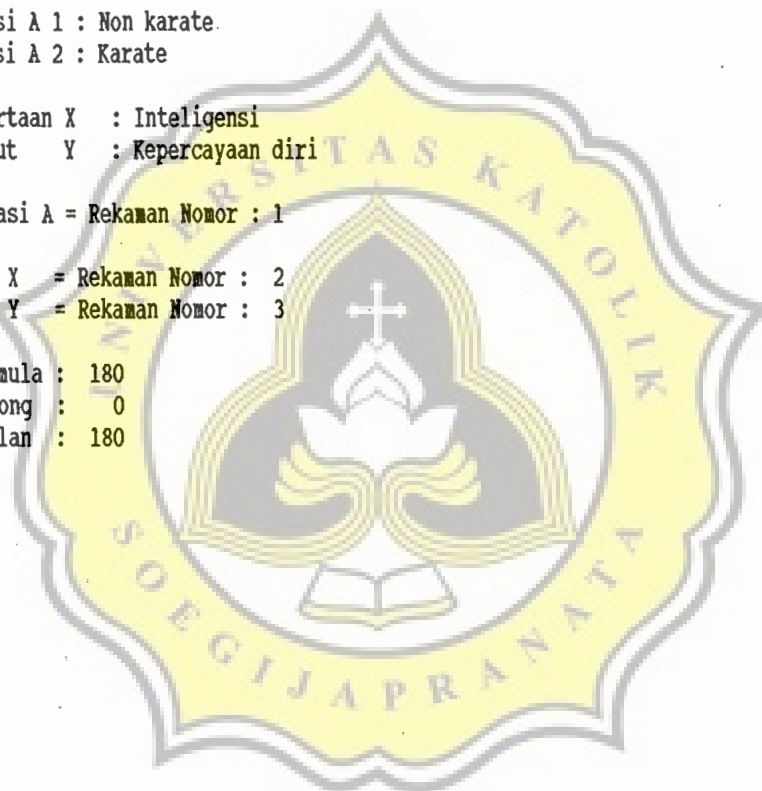 si A 1 : Non karate
si A 2 : Karate
rtaan X : Inteligensi
ut Y : Kepercayaan diri
asi A = Rekaman Nomor : 1
X = Rekaman Nomor : 2
Y = Rekaman Nomor : 3
mula : 180
ong : 0
lan : 180
UNIVERSITAS KATOLIK
SOEGIJAPRANATA